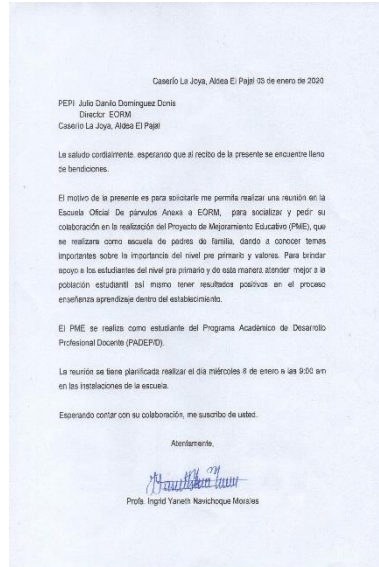 Caserío La Joya, Aldea El Pajal 03 de enero de 2020
PEPI Julio Danilo Domínguez Donis
Director EORM
Caserío La Joya, Aldea El Pajal
Le saludo cordialmente, esperando que al recibo de la presente se encuentre lleno
de bendiciones.
El motivo de la presente es para solicitarle me permita realizar una reunión en la
Escuela Oficial De párvulos Anexa a EORM, para socializar y pedir su
colaboración en la realización del Proyecto de Mejoramiento Educativo (PME), que
se realizara como escuela de padres de familia, dando a conocer temas
importantes sobre la importancia del nivel pre primario y valores. Para brindar
apoyo a los estudiantes del nivel pre primario y de esta manera atender mejor a la
población estudiantil así mismo tener resultados positivos en el proceso
enseñanza aprendizaje dentro del establecimiento.
El PME se realiza como estudiante del Programa Académico de Desarrollo
Profesional Docente (PADEP/D).
La reunión se tiene planificada realizar el día miércoles 8 de enero a las 9:00 am
en las instalaciones de la escuela.
Esperando contar con su colaboración, me suscribo de usted.
Atentamente,
Profa. Ingrid Yaneth Navichoque Morales